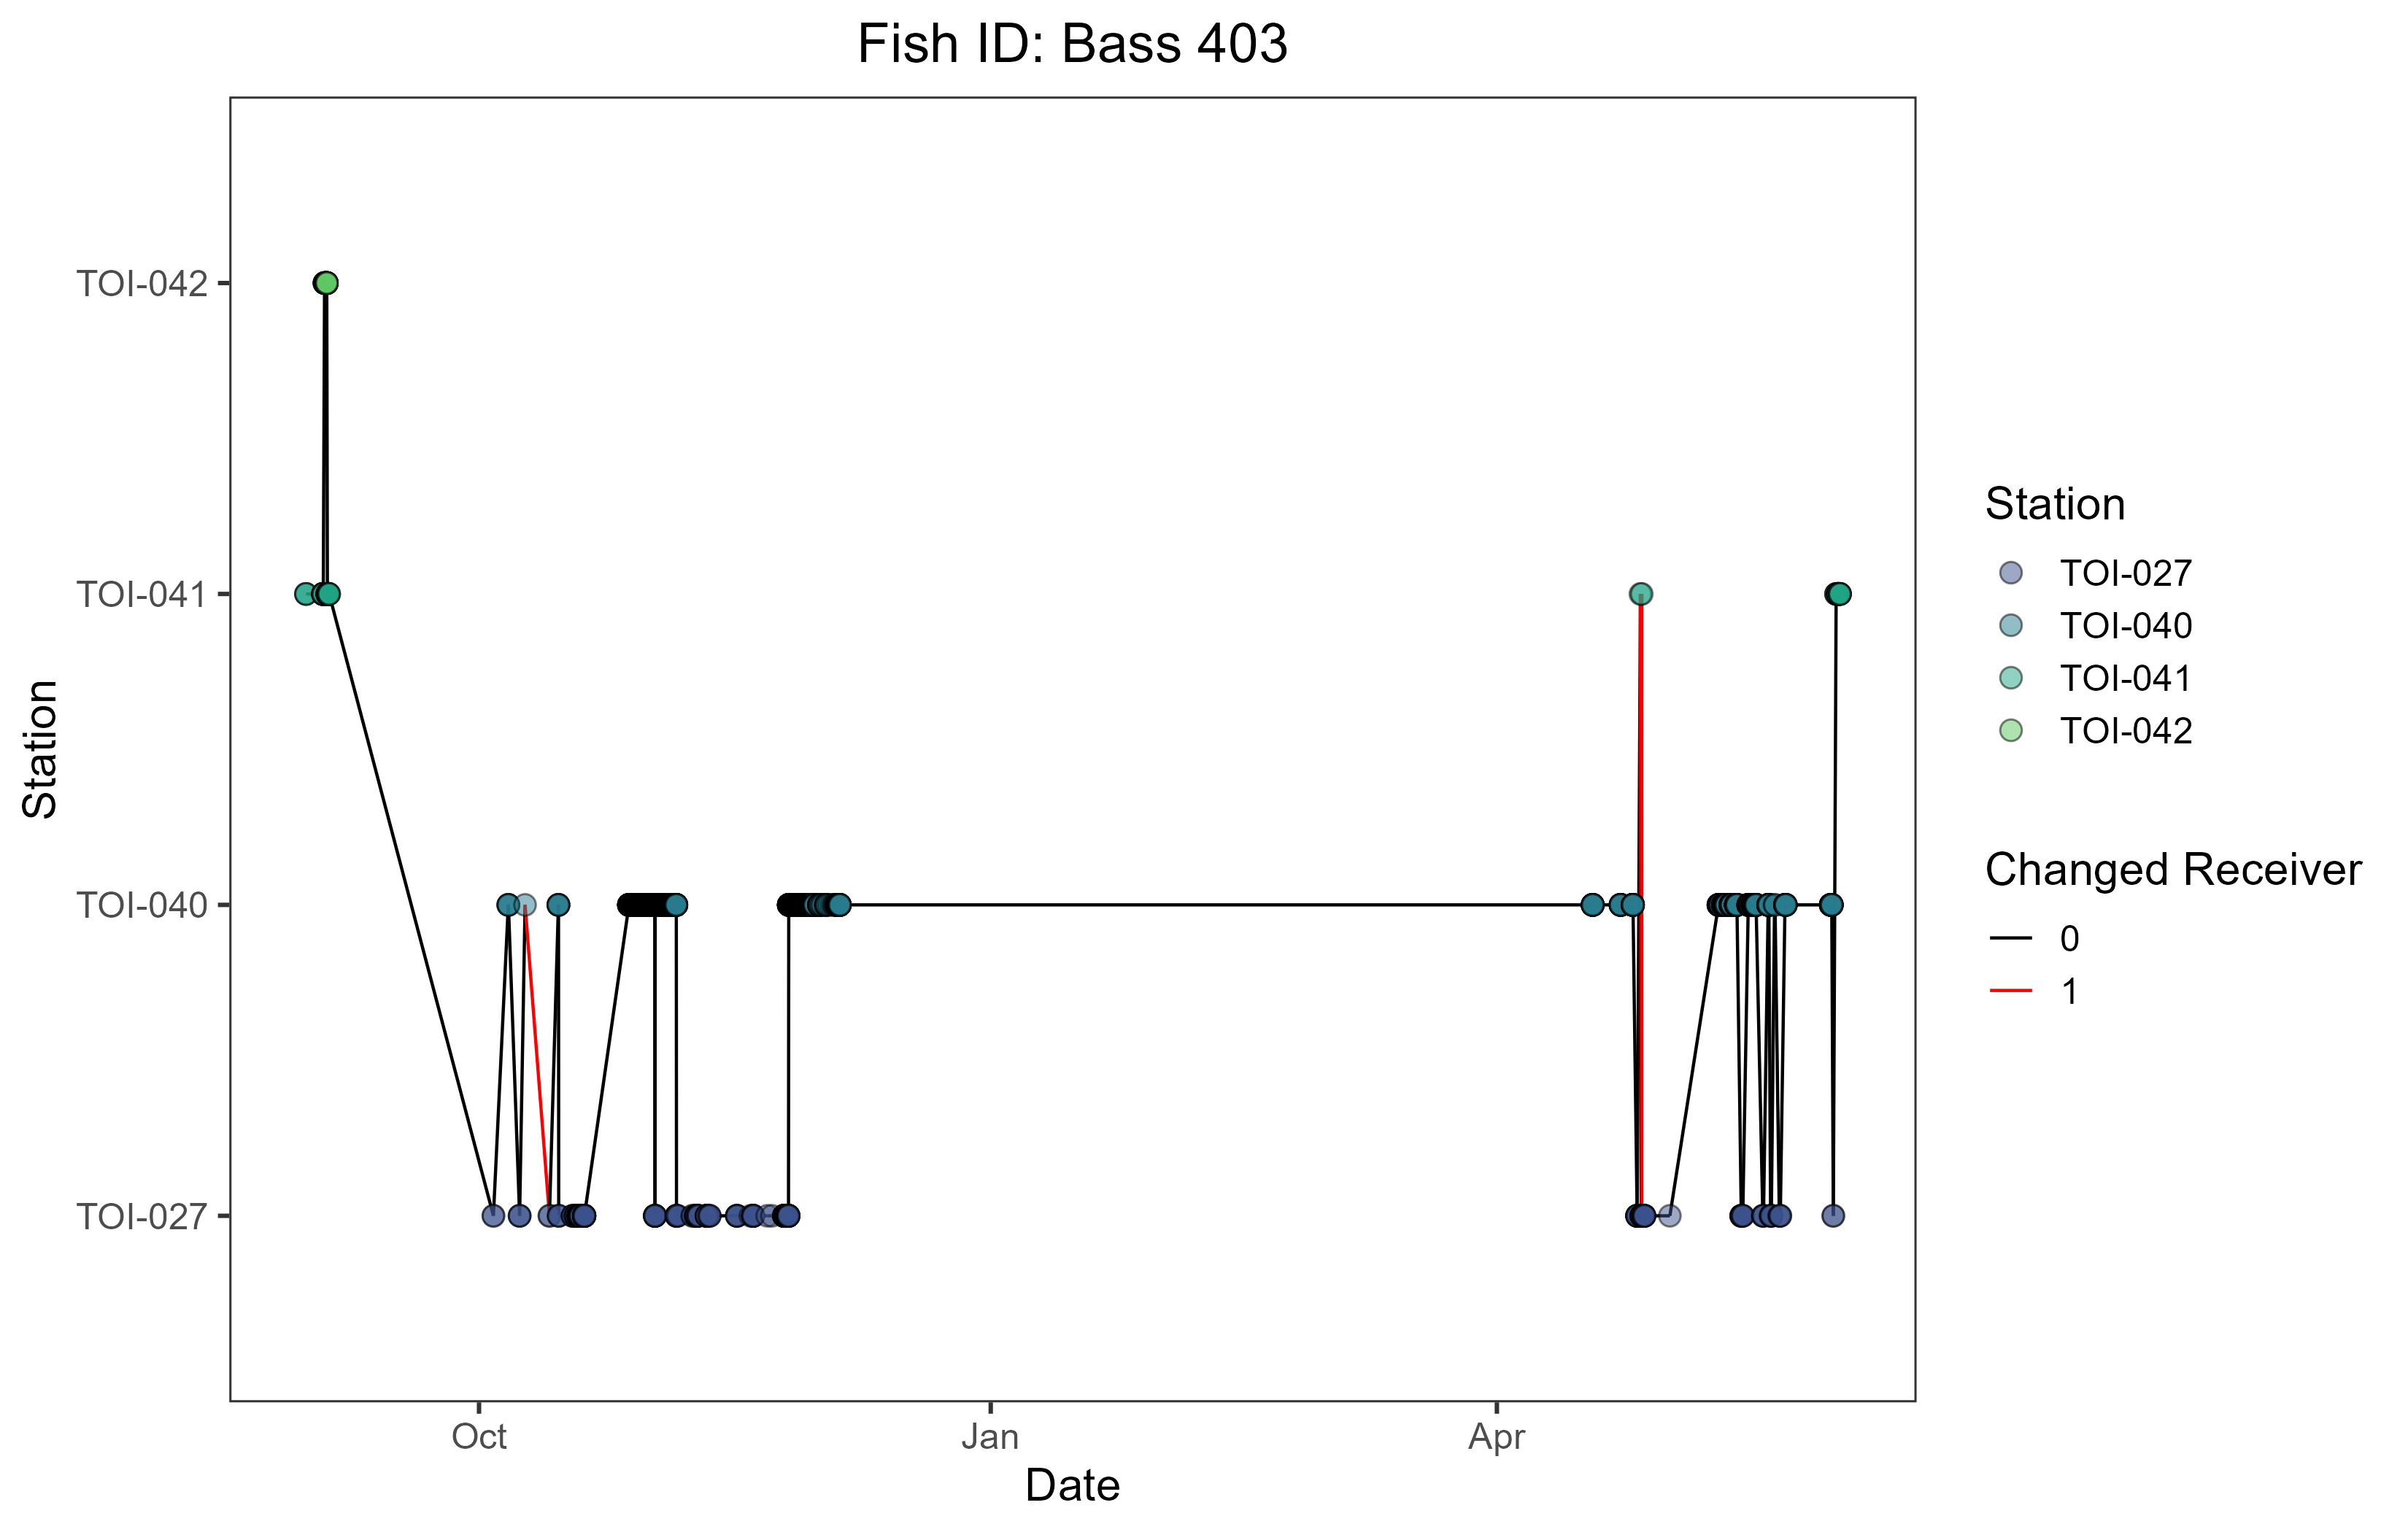 Fish ID: Bass 403
TOI-042
TOI-041
TOI-040
TOI-027
Station
Oct
Jan
Apr
Date
Station
TOI-027
TOI-040
TOI-041
TOI-042
Changed Receiver
0
1